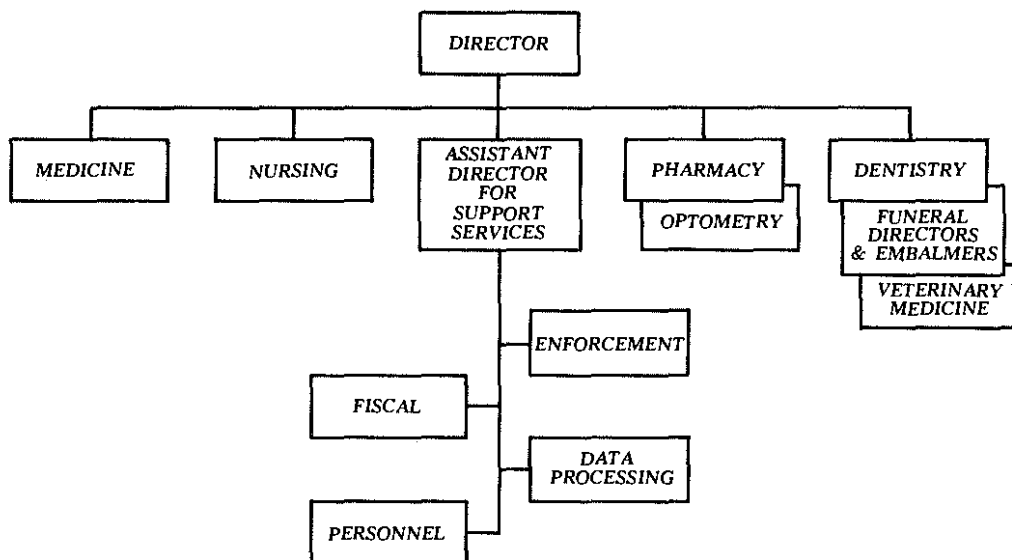 DIRECTOR
MEDICINE
NURSING
ASSISTANT
DIRECTOR
FOR
SUPPORT
SERVICES
PHARMACY
OPTOMETRY
DENTISTRY
FUNERAL
DIRECTORS
& EMBALMERS
VETERINARY
MEDICINE
ENFORCEMENT
FISCAL
DATA
PROCESSING
PERSONNEL